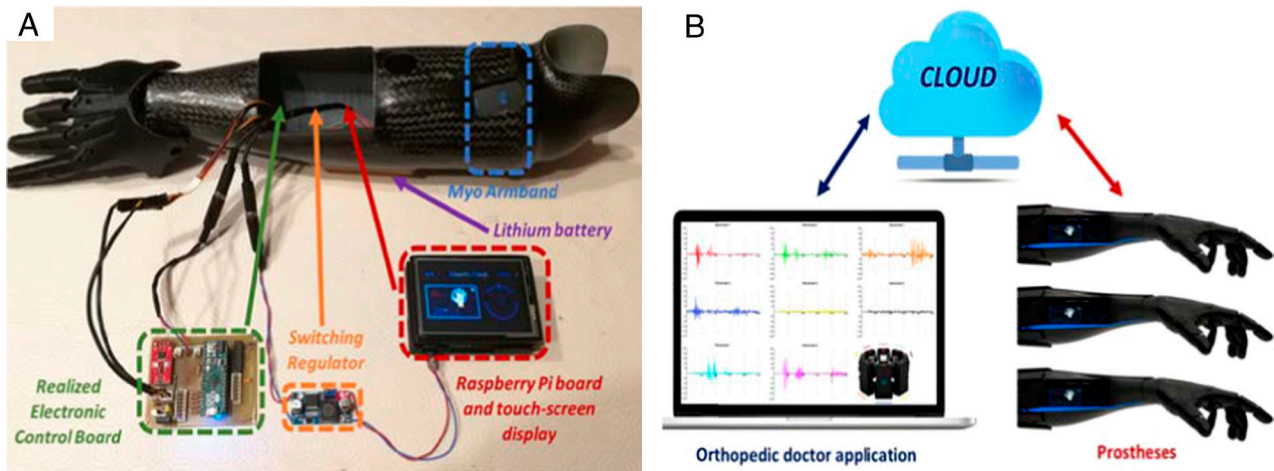 A
Myo Armband
Lithium battery
Switching
Regulator
Realized
Electronic
Control Board
Raspberry Pi board
and touch-screen
display
B
CLOUD
Orthopedic doctor application
Prostheses